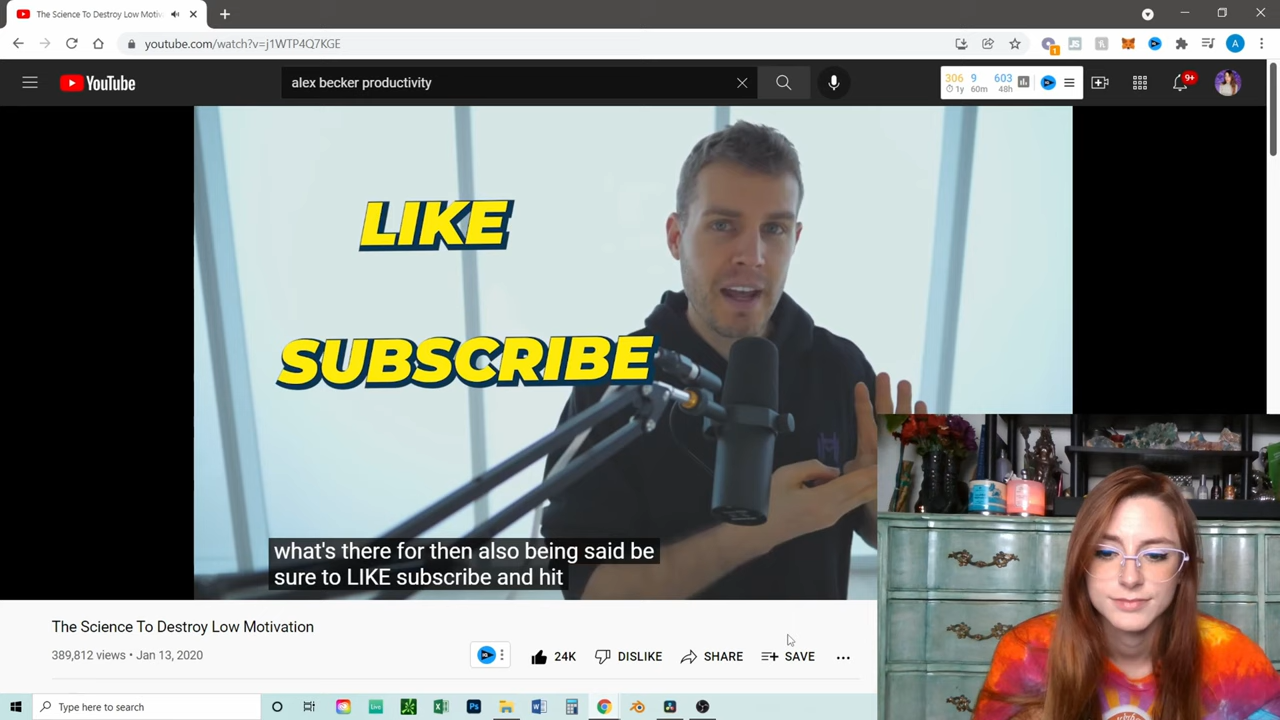 The Science To Destroy Low Motiv
youtube.com/watch?v=j1WTP4Q7KGE
1
A
YouTube
alex becker productivity
306 9 603
1y 60m 48h
9+
LIKE
SUBSCRIBE
what's there for then also being said be
sure to LIKE subscribe and hit
The Science To Destroy Low Motivation
389,812 views • Jan 13, 2020
24K
DISLIKE
SHARE
SAVE
Type here to search